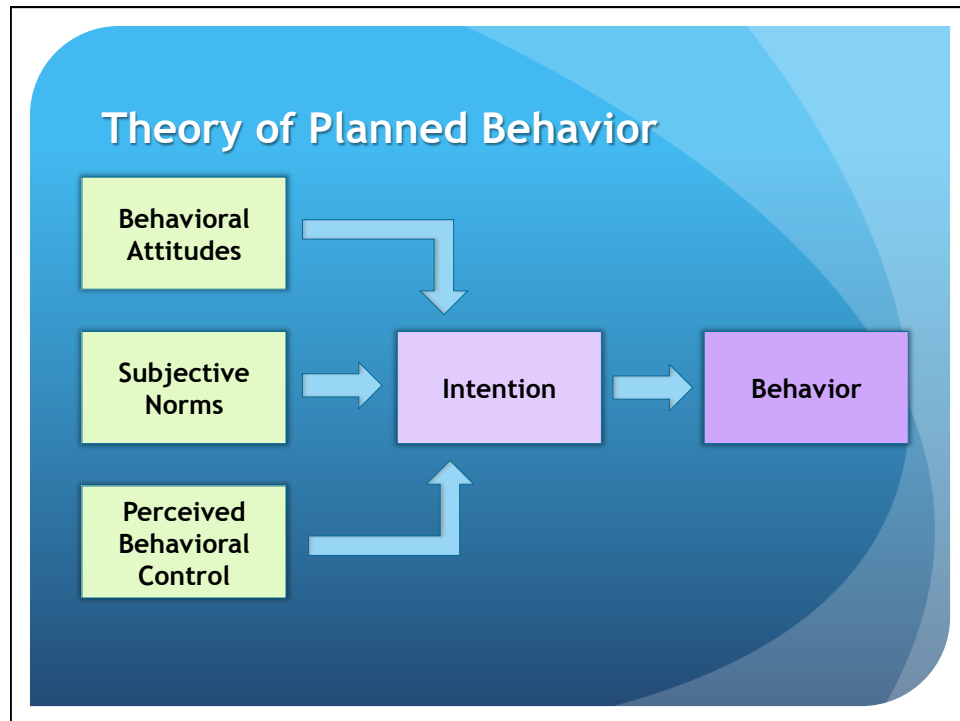 Theory of Planned Behavior
Behavioral
Attitudes
Subjective
Norms
Intention
Behavior
Perceived
Behavioral
Control